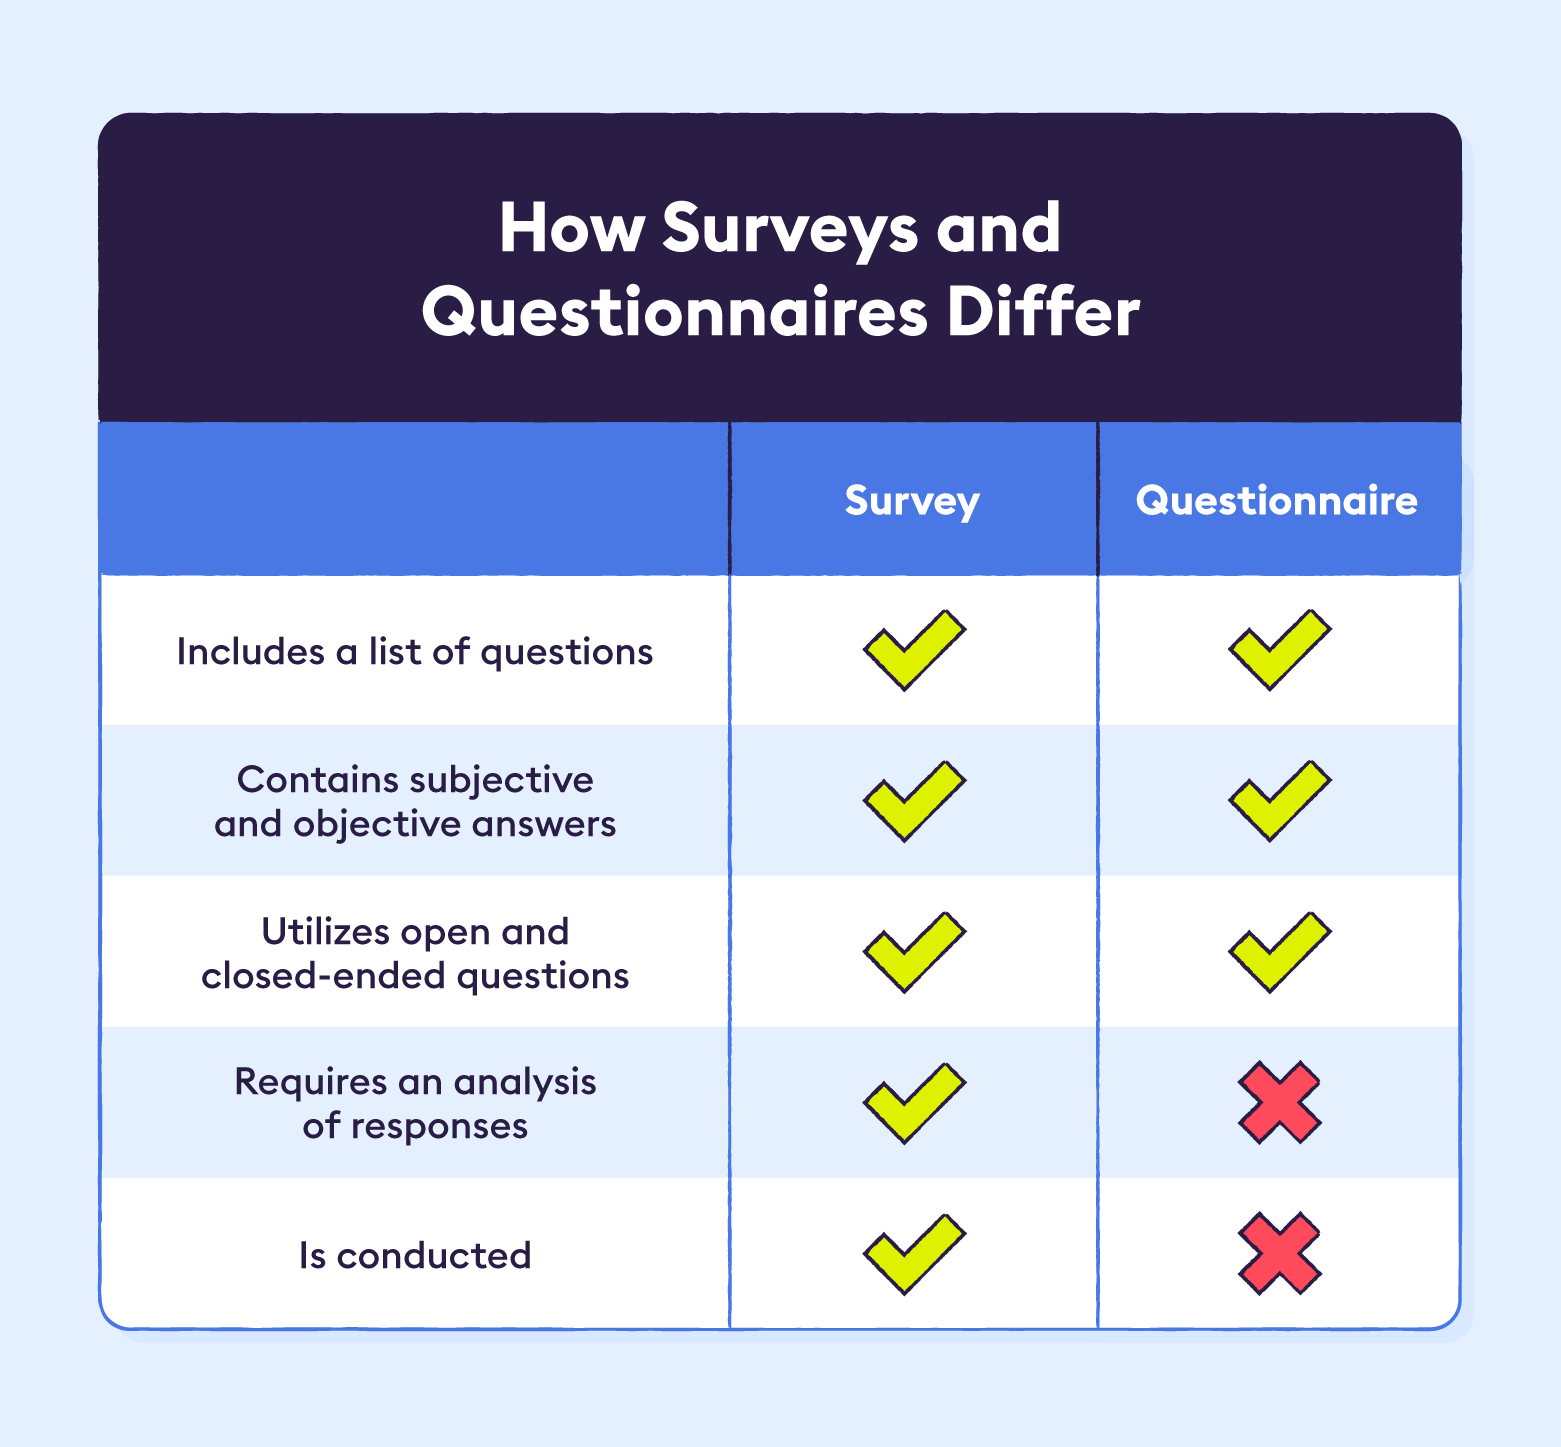 How Surveys and
Questionnaires Differ
Survey Questionnaire
Includes a list of questions
Contains subjective
and objective answers
Utilizes open and
closed-ended questions
Requires an analysis
of responses
Is conducted